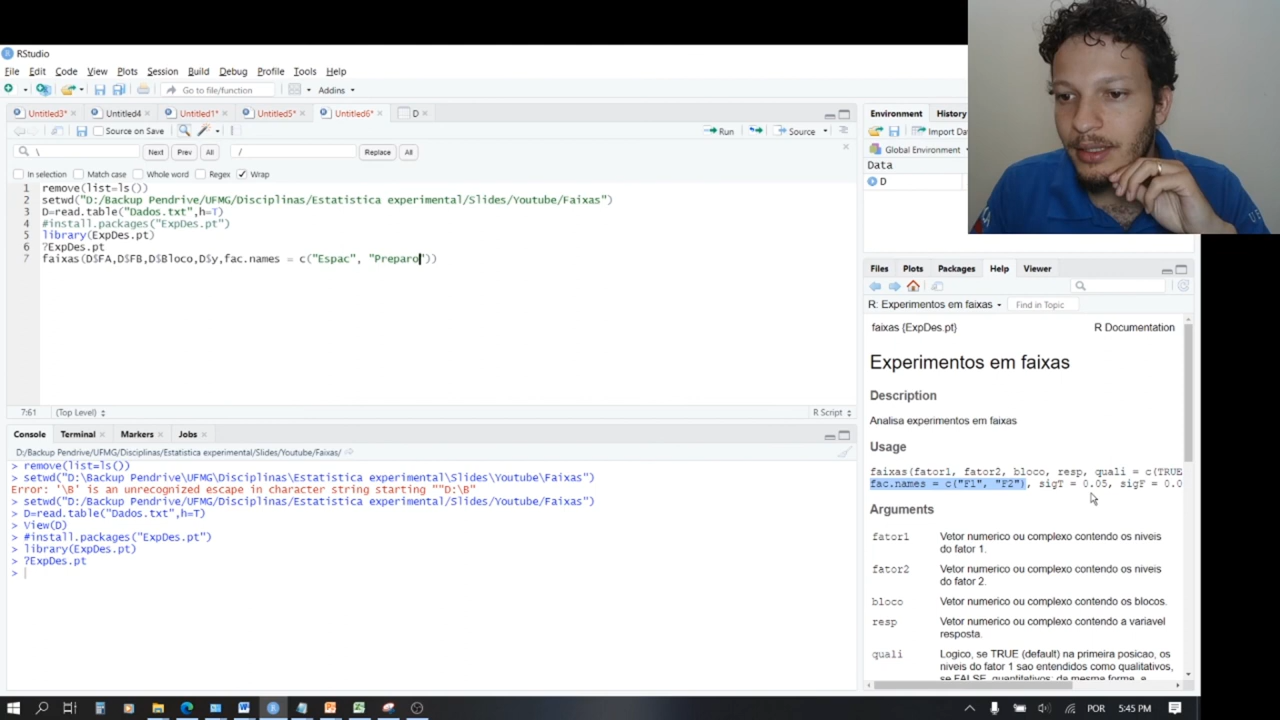 RStudio
File Edit Code View Plots Session Build Debug Profile Tools Help
Go to file/function Addins
Untitled3* Untitled4 Untitled1* Untitled5* Untitled6* D
Source on Save Run Source
\ Next Prev All / Replace All
In selection Match case Whole word Regex Wrap
1 remove(list=ls())
2 setwd("D:/Backup Pendrive/UFMG/Disciplinas/Estatistica experimental/Slides/Youtube/Faixas")
3 D=read.table("Dados.txt",h=T)
4 #install.packages("ExpDes.pt")
5 library(ExpDes.pt)
6 ?ExpDes.pt
7 faixas(D$FA,D$FB,D$Bloco,D$y,fac.names = c("Espac", "Preparo"))
7:61 (Top Level) R Script
Console Terminal Markers Jobs
D:/Backup Pendrive/UFMG/Disciplinas/Estatistica experimental/Slides/Youtube/Faixas/
> remove(list=ls())
> setwd("D:\Backup Pendrive\UFMG\Disciplinas\Estatistica experimental\Slides\Youtube\Faixas")
Error: '\B' is an unrecognized escape in character string starting ""D:\B"
> setwd("D:/Backup Pendrive/UFMG/Disciplinas/Estatistica experimental/Slides/Youtube/Faixas")
> D=read.table("Dados.txt",h=T)
> View(D)
> #install.packages("ExpDes.pt")
> library(ExpDes.pt)
> ?ExpDes.pt
>
Environment History
Import Da
Global Environment
Data
D
Files Plots Packages Help Viewer
R: Experimentos em faixas Find in Topic
faixas {ExpDes.pt} R Documentation
Experimentos em faixas
Description
Analisa experimentos em faixas
Usage
faixas(fator1, fator2, bloco, resp, quali = c(TRUE
fac.names = c("F1", "F2"), sigT = 0.05, sigF = 0.0
Arguments
fator1 Vetor numerico ou complexo contendo os niveis
do fator 1.
fator2 Vetor numerico ou complexo contendo os niveis
do fator 2.
bloco Vetor numerico ou complexo contendo os blocos.
resp Vetor numerico ou complexo contendo a variavel
resposta.
quali Logico, se TRUE (default) na primeira posicao, os
niveis do fator 1 sao entendidos como qualitativos,
se FALSE, quantitativos; da mesma forma, a
POR 5:45 PM